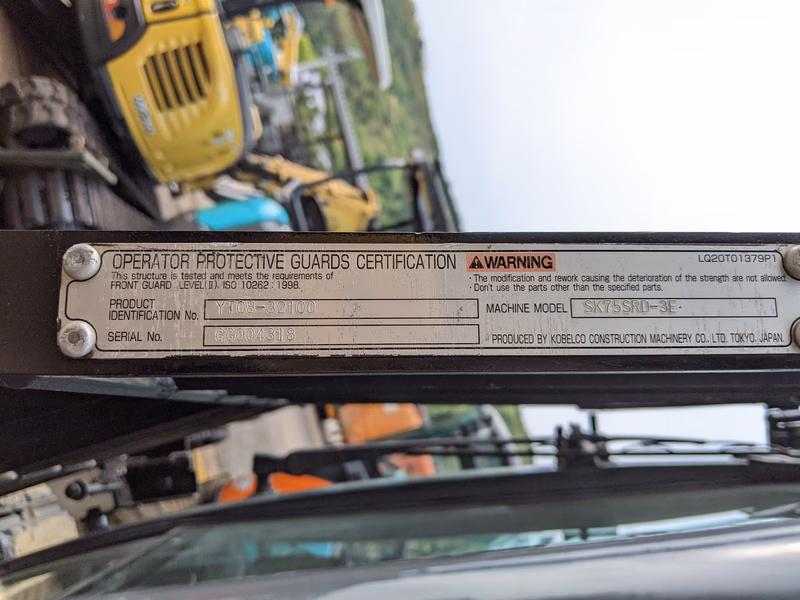 OPERATOR PROTECTIVE GUARDS CERTIFICATION
This structure is tested and meets the requirements of
FRONT GUARD .LEVEL(Ⅱ). ISO 10262 : 1998.
WARNING
LQ20T01379P1
· The modification and rework causing the deterioration of the strength are not allowed.
· Don't use the parts other than the specified parts.
PRODUCT IDENTIFICATION No. YT08-32100
MACHINE MODEL SK75SRD-3E
SERIAL No. GG004318
PRODUCED BY KOBELCO CONSTRUCTION MACHINERY CO., LTD. TOKYO. JAPAN.